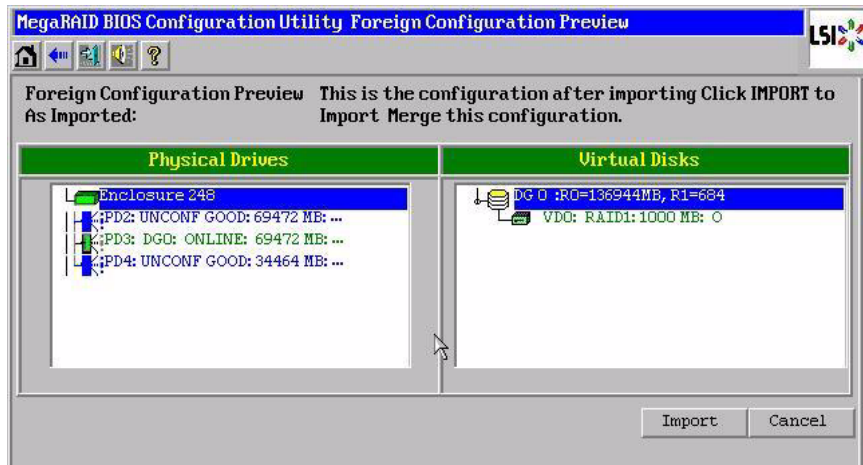 MegaRAID BIOS Configuration Utility Foreign Configuration Preview
LSI
?
Foreign Configuration Preview As Imported:
This is the configuration after importing Click IMPORT to Import Merge this configuration.
Physical Drives
Enclosure 248
PD2: UNCONF GOOD: 69472 MB: ...
PD3: DG0: ONLINE: 69472 MB: ...
PD4: UNCONF GOOD: 34464 MB: ...
Virtual Disks
DG 0 :R0=136944MB, R1=684
VD0: RAID1: 1000 MB: O
Import
Cancel